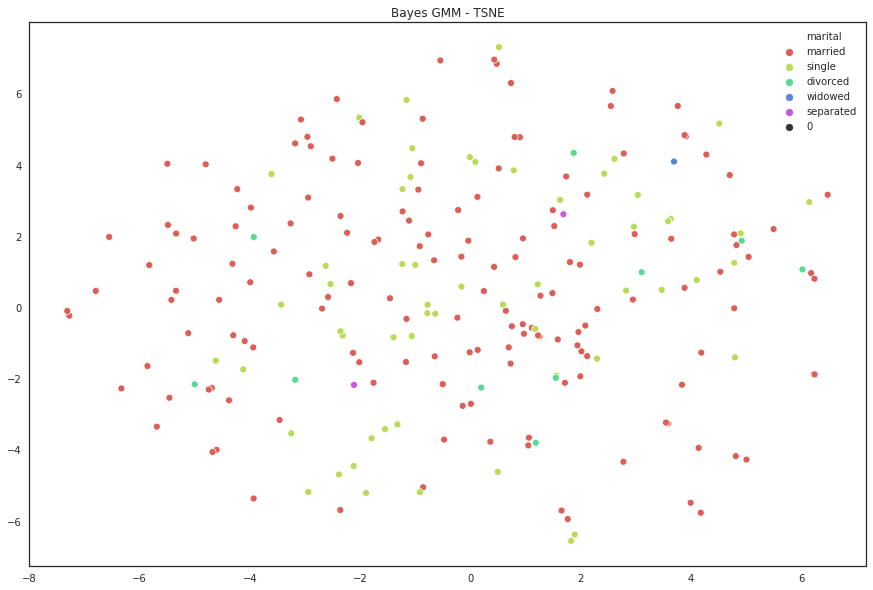 Bayes GMM - TSNE
marital
married
single
divorced
widowed
separated
0
6
4
2
0
−2
−4
−6
−8
−6
−4
−2
0
2
4
6